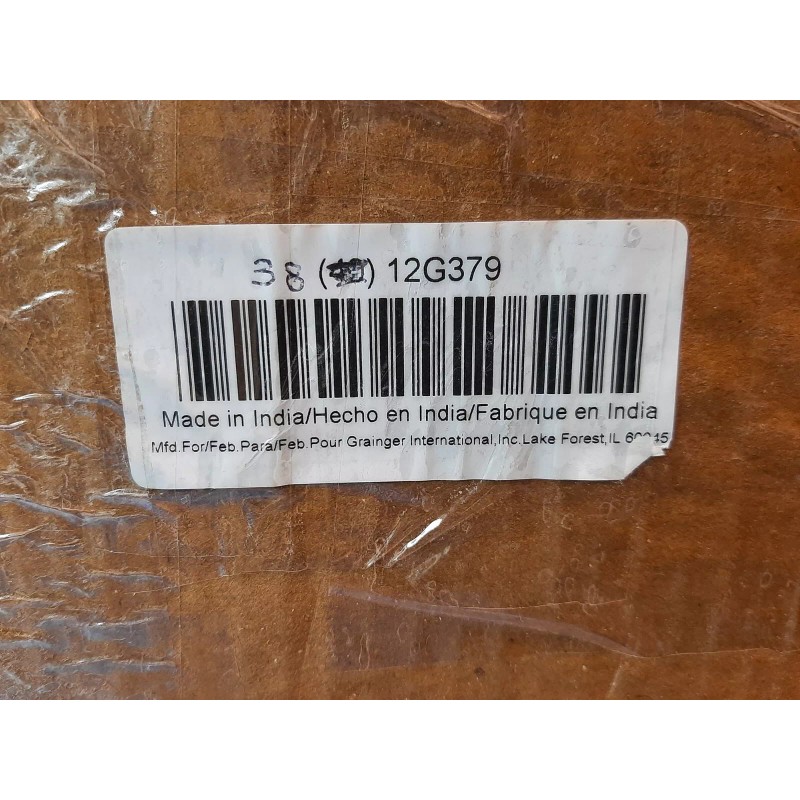 38 () 12G379
Made in India/Hecho en India/Fabrique en India
Mfd.For/Feb.Para/Feb.Pour Grainger International,Inc.Lake Forest,IL